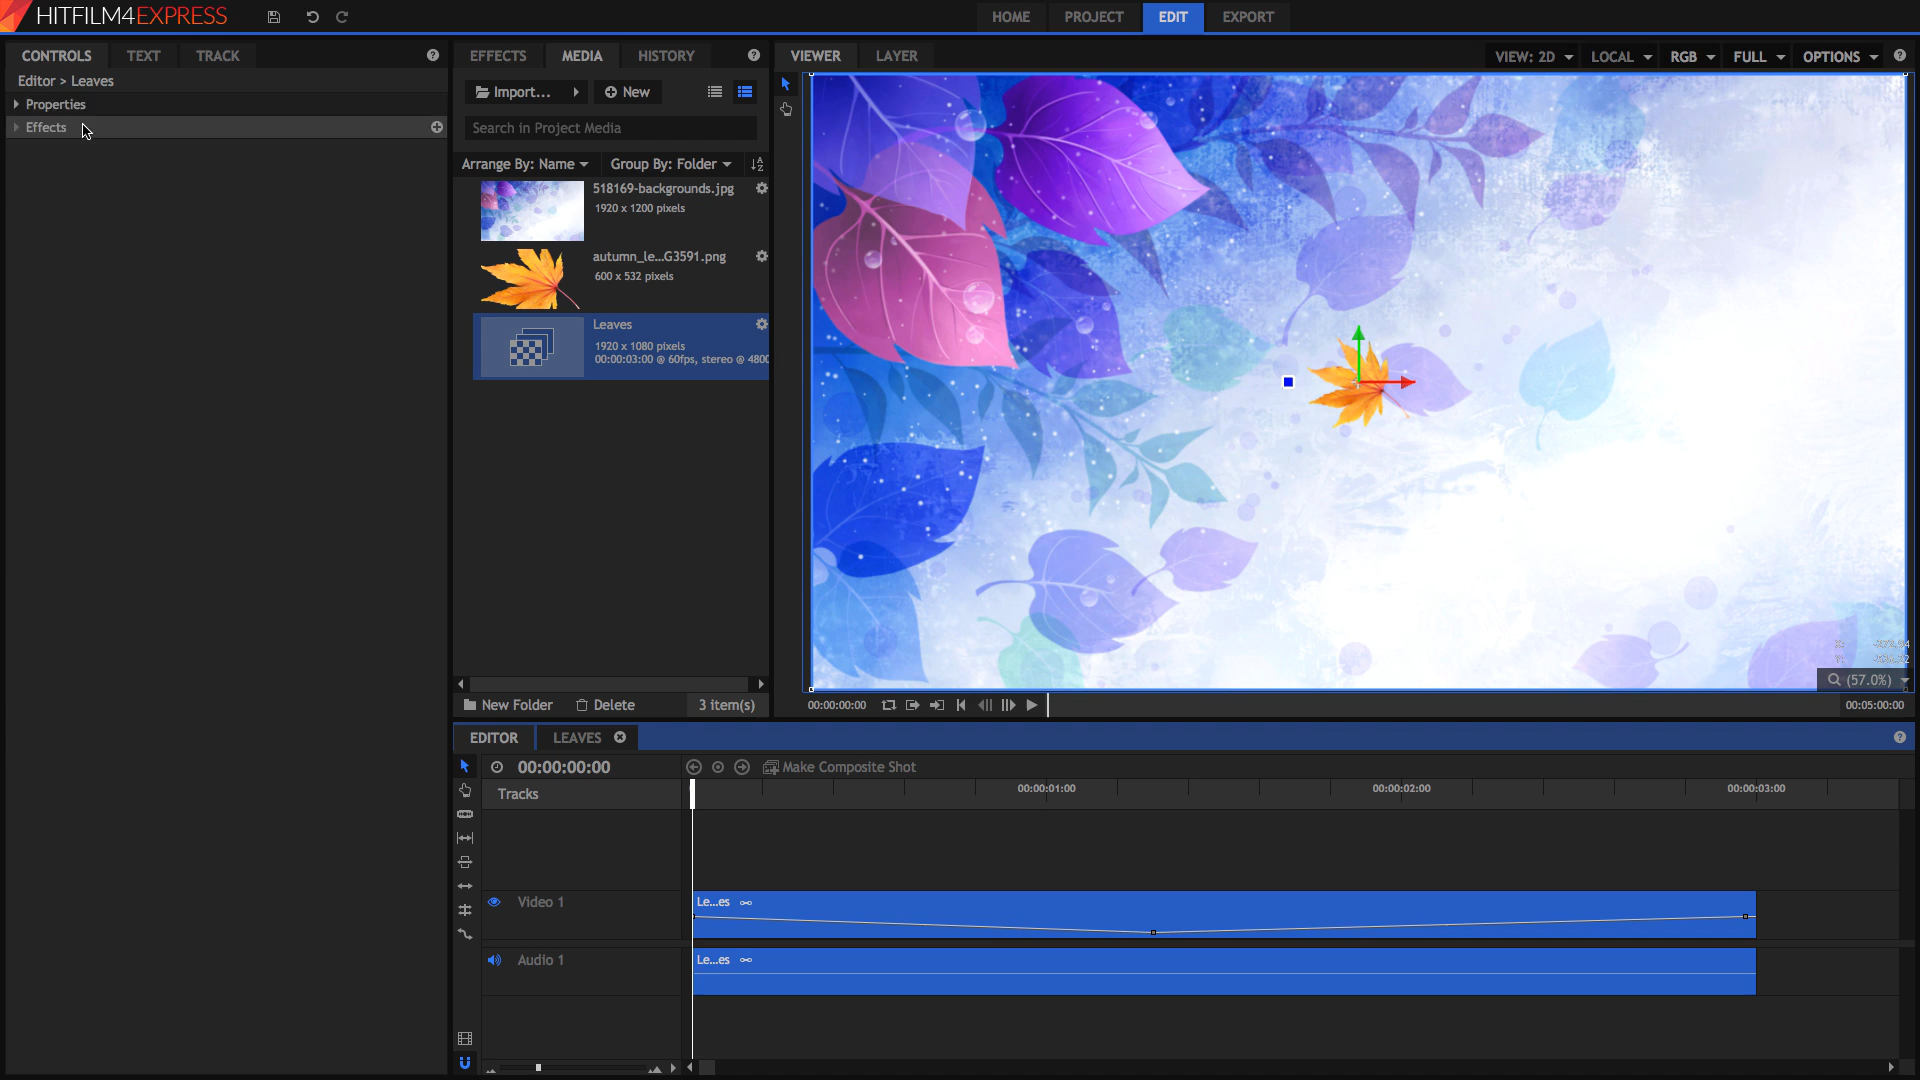 HITFILM4EXPRESS
HOME PROJECT EDIT EXPORT
CONTROLS TEXT TRACK
Editor > Leaves
Properties
Effects
EFFECTS MEDIA HISTORY
Import... New
Search in Project Media
Arrange By: Name Group By: Folder
518169-backgrounds.jpg
1920 x 1200 pixels
autumn_le...G3591.png
600 x 532 pixels
Leaves
1920 x 1080 pixels
00:00:03:00 @ 60fps, stereo @ 4800
New Folder Delete 3 item(s)
VIEWER LAYER
VIEW: 2D LOCAL RGB FULL OPTIONS
X:
Y:
(57.0%)
00:00:00:00 00:05:00:00
EDITOR LEAVES
00:00:00:00 Make Composite Shot
Tracks 00:00:01:00 00:00:02:00 00:00:03:00
Video 1 Le...es
Audio 1 Le...es